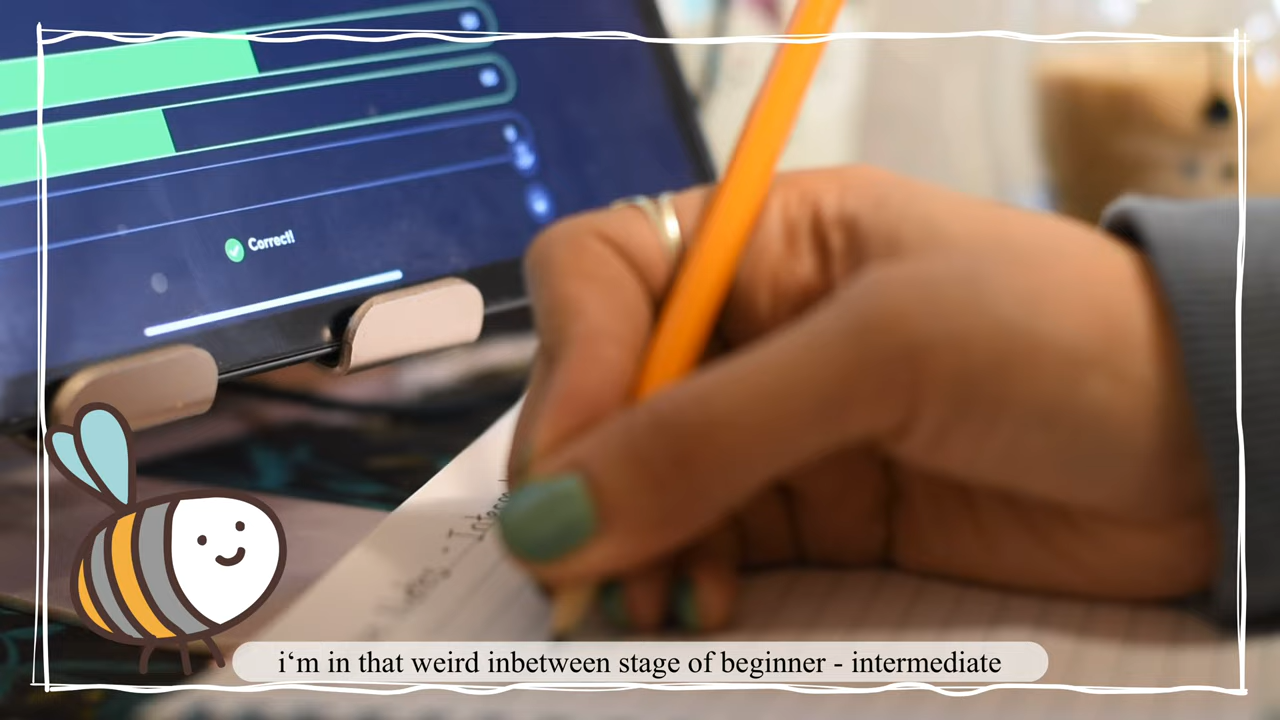 Correct!
i‘m in that weird inbetween stage of beginner - intermediate